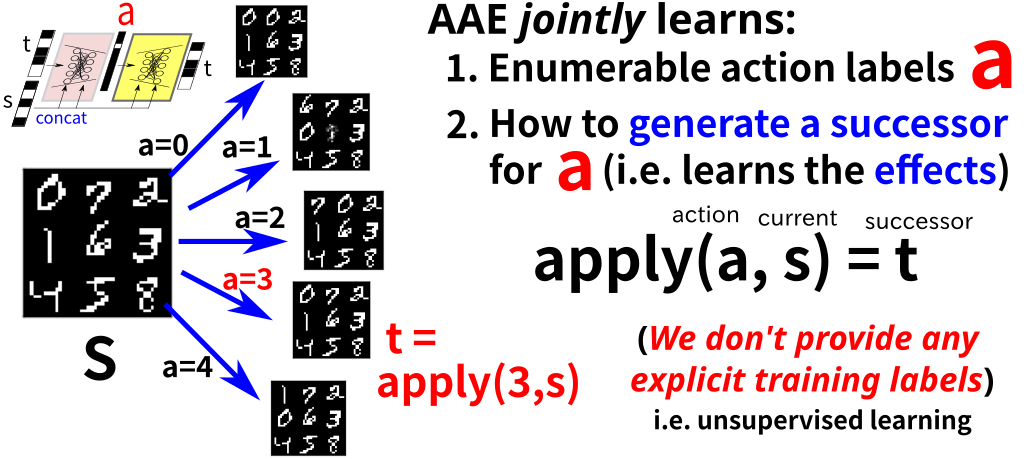 a
t
t
s
concat
0 0 2
1 6 3
4 5 8
a=0
6 7 2
0 3
4 5 8
a=1
0 7 2
1 6 3
4 5 8
s
7 0 2
1 6 3
4 5 8
a=2
0 7 2
1 6 3
4 5 8
a=3
1 7 2
0 6 3
4 5 8
a=4
t =
apply(3,s)
AAE jointly learns:
1. Enumerable action labels a
2. How to generate a successor
for a (i.e. learns the effects)
action current successor
apply(a, s) = t
(We don't provide any
explicit training labels)
i.e. unsupervised learning